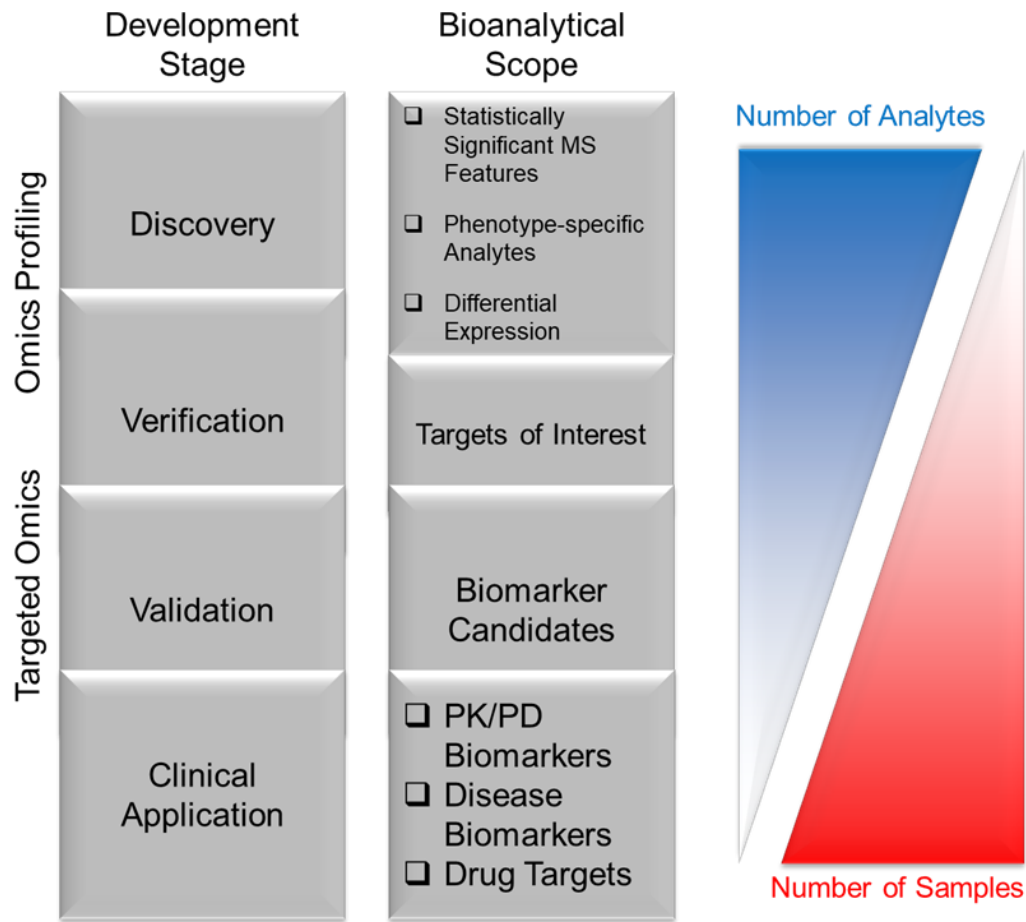 Development
Stage
Bioanalytical
Scope
Omics Profiling
Targeted Omics
Discovery
Verification
Validation
Clinical
Application
❑ Statistically
Significant MS
Features
❑ Phenotype-specific
Analytes
❑ Differential
Expression
Targets of Interest
Biomarker
Candidates
❑ PK/PD
Biomarkers
❑ Disease
Biomarkers
❑ Drug Targets
Number of Analytes
Number of Samples